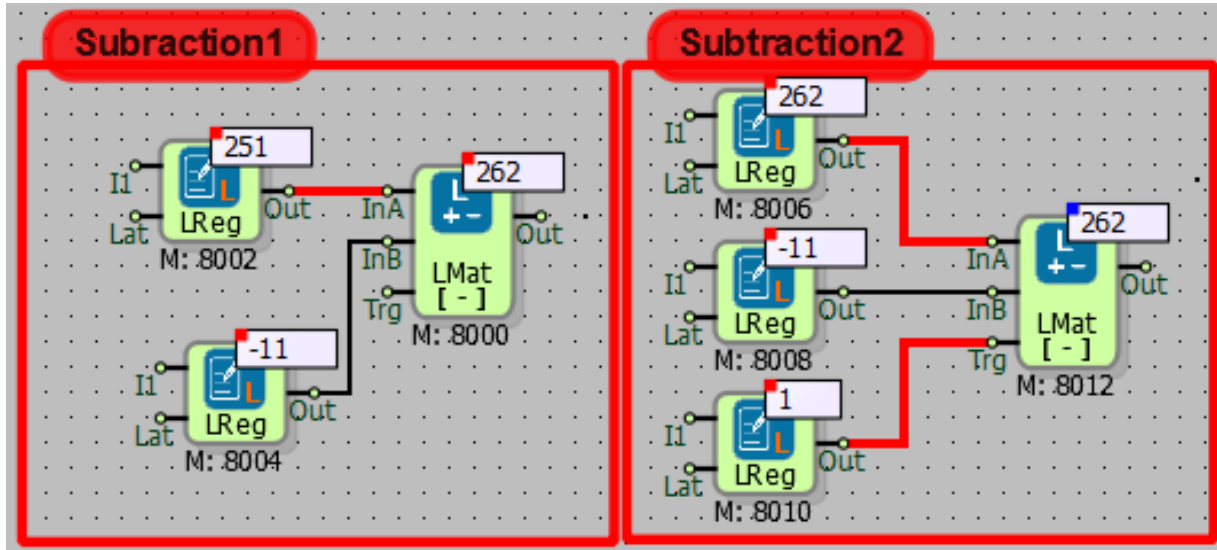 Subraction1
251
I1
Lat
L
LReg
Out
M: 8002
262
InA
InB
Trg
L
+ -
LMat
[ - ]
Out
M: 8000
-11
I1
Lat
L
LReg
Out
M: 8004
Subtraction2
262
I1
Lat
L
LReg
Out
M: 8006
-11
I1
Lat
L
LReg
Out
M: 8008
1
I1
Lat
L
LReg
Out
M: 8010
262
InA
InB
Trg
L
+ -
LMat
[ - ]
Out
M: 8012